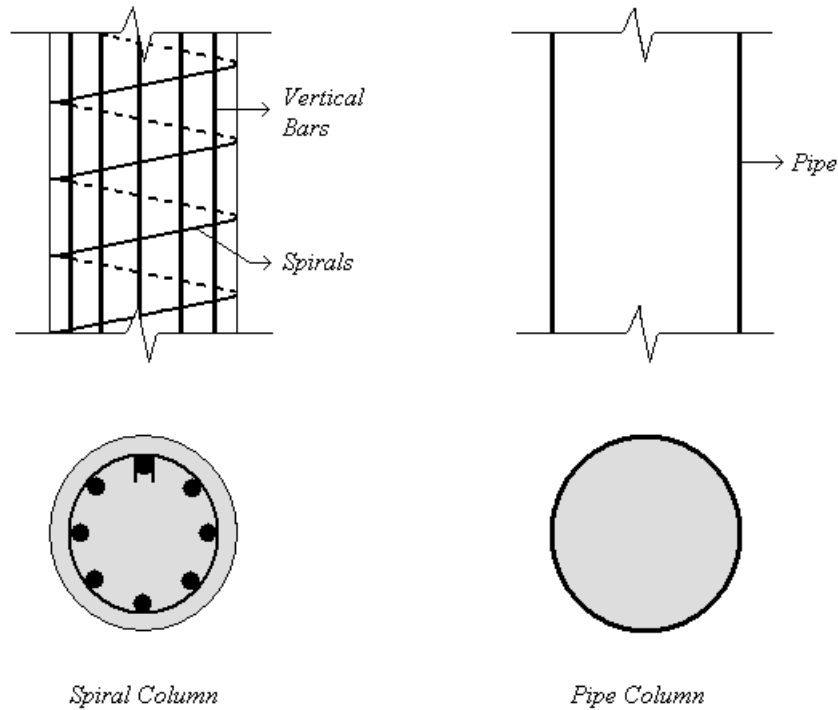 Vertical
Bars
Pipe
Spirals
Spiral Column
Pipe Column